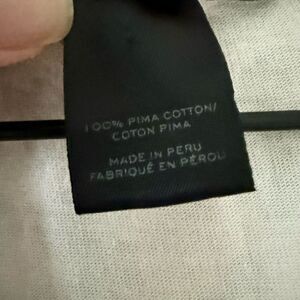 100% PIMA COTTON/
COTON PIMA
MADE IN PERU
FABRIQUÉ EN PÉROU